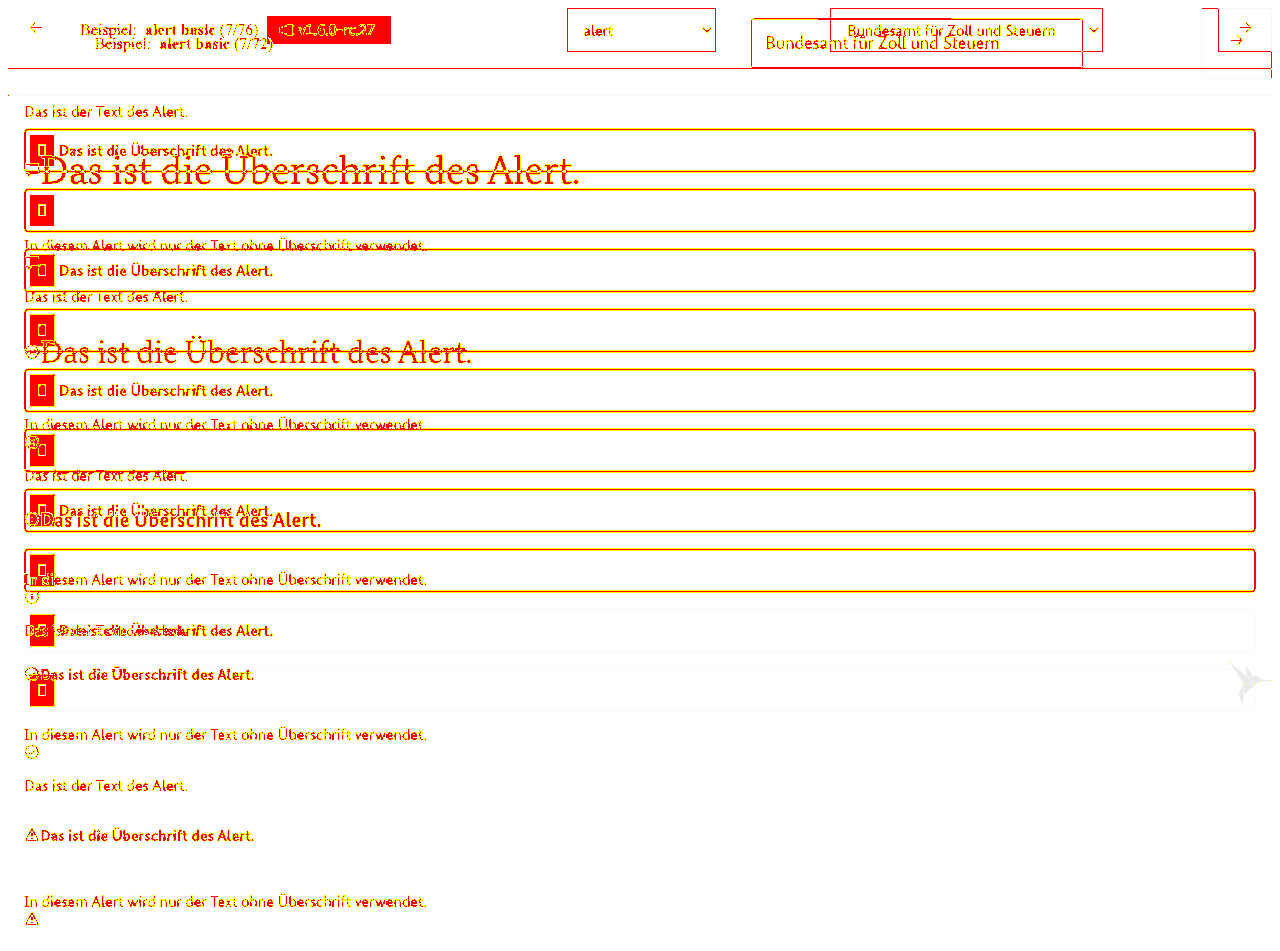 Beispiel: alert basic (7/76) v1.6.0-rc.27 alert Bundesamt für Zoll und Steuern
Beispiel: alert basic (7/72) Bundesamt für Zoll und Steuern
Das ist der Text des Alert.
Das ist die Überschrift des Alert.
Das ist die Überschrift des Alert.
In diesem Alert wird nur der Text ohne Überschrift verwendet.
Das ist die Überschrift des Alert.
Das ist der Text des Alert.
Das ist die Überschrift des Alert.
Das ist die Überschrift des Alert.
In diesem Alert wird nur der Text ohne Überschrift verwendet.
Das ist der Text des Alert.
Das ist die Überschrift des Alert.
Das ist die Überschrift des Alert.
In diesem Alert wird nur der Text ohne Überschrift verwendet.
Das ist die Überschrift des Alert.
Das ist die Überschrift des Alert.
In diesem Alert wird nur der Text ohne Überschrift verwendet.
Das ist der Text des Alert.
Das ist die Überschrift des Alert.
In diesem Alert wird nur der Text ohne Überschrift verwendet.